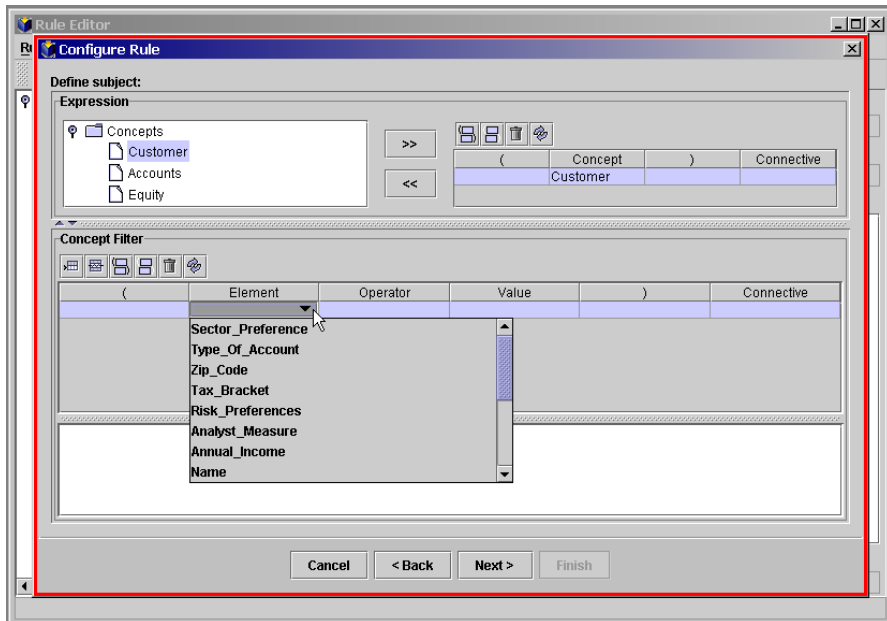 Rule Editor
Configure Rule
Define subject:
Expression
Concepts
Customer
Accounts
Equity
>>
<<
( Concept ) Connective
Customer
Concept Filter
( Element Operator Value ) Connective
Sector_Preference
Type_Of_Account
Zip_Code
Tax_Bracket
Risk_Preferences
Analyst_Measure
Annual_Income
Name
Cancel < Back Next > Finish